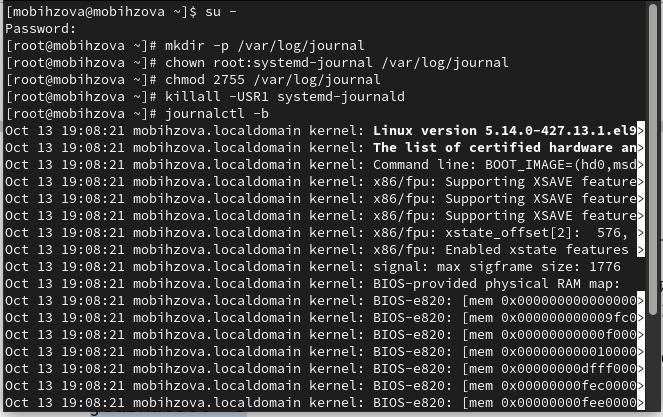 [mobihzova@mobihzova ~]$ su -
Password:
[root@mobihzova ~]# mkdir -p /var/log/journal
[root@mobihzova ~]# chown root:systemd-journal /var/log/journal
[root@mobihzova ~]# chmod 2755 /var/log/journal
[root@mobihzova ~]# killall -USR1 systemd-journald
[root@mobihzova ~]# journalctl -b
Oct 13 19:08:21 mobihzova.localdomain kernel: Linux version 5.14.0-427.13.1.el9>
Oct 13 19:08:21 mobihzova.localdomain kernel: The list of certified hardware an>
Oct 13 19:08:21 mobihzova.localdomain kernel: Command line: BOOT_IMAGE=(hd0,msd>
Oct 13 19:08:21 mobihzova.localdomain kernel: x86/fpu: Supporting XSAVE feature>
Oct 13 19:08:21 mobihzova.localdomain kernel: x86/fpu: Supporting XSAVE feature>
Oct 13 19:08:21 mobihzova.localdomain kernel: x86/fpu: Supporting XSAVE feature>
Oct 13 19:08:21 mobihzova.localdomain kernel: x86/fpu: xstate_offset[2]:  576, >
Oct 13 19:08:21 mobihzova.localdomain kernel: x86/fpu: Enabled xstate features >
Oct 13 19:08:21 mobihzova.localdomain kernel: signal: max sigframe size: 1776
Oct 13 19:08:21 mobihzova.localdomain kernel: BIOS-provided physical RAM map:
Oct 13 19:08:21 mobihzova.localdomain kernel: BIOS-e820: [mem 0x000000000000000>
Oct 13 19:08:21 mobihzova.localdomain kernel: BIOS-e820: [mem 0x000000000009fc0>
Oct 13 19:08:21 mobihzova.localdomain kernel: BIOS-e820: [mem 0x00000000000f000>
Oct 13 19:08:21 mobihzova.localdomain kernel: BIOS-e820: [mem 0x000000000010000>
Oct 13 19:08:21 mobihzova.localdomain kernel: BIOS-e820: [mem 0x00000000dfff000>
Oct 13 19:08:21 mobihzova.localdomain kernel: BIOS-e820: [mem 0x00000000fec0000>
Oct 13 19:08:21 mobihzova.localdomain kernel: BIOS-e820: [mem 0x00000000fee0000>